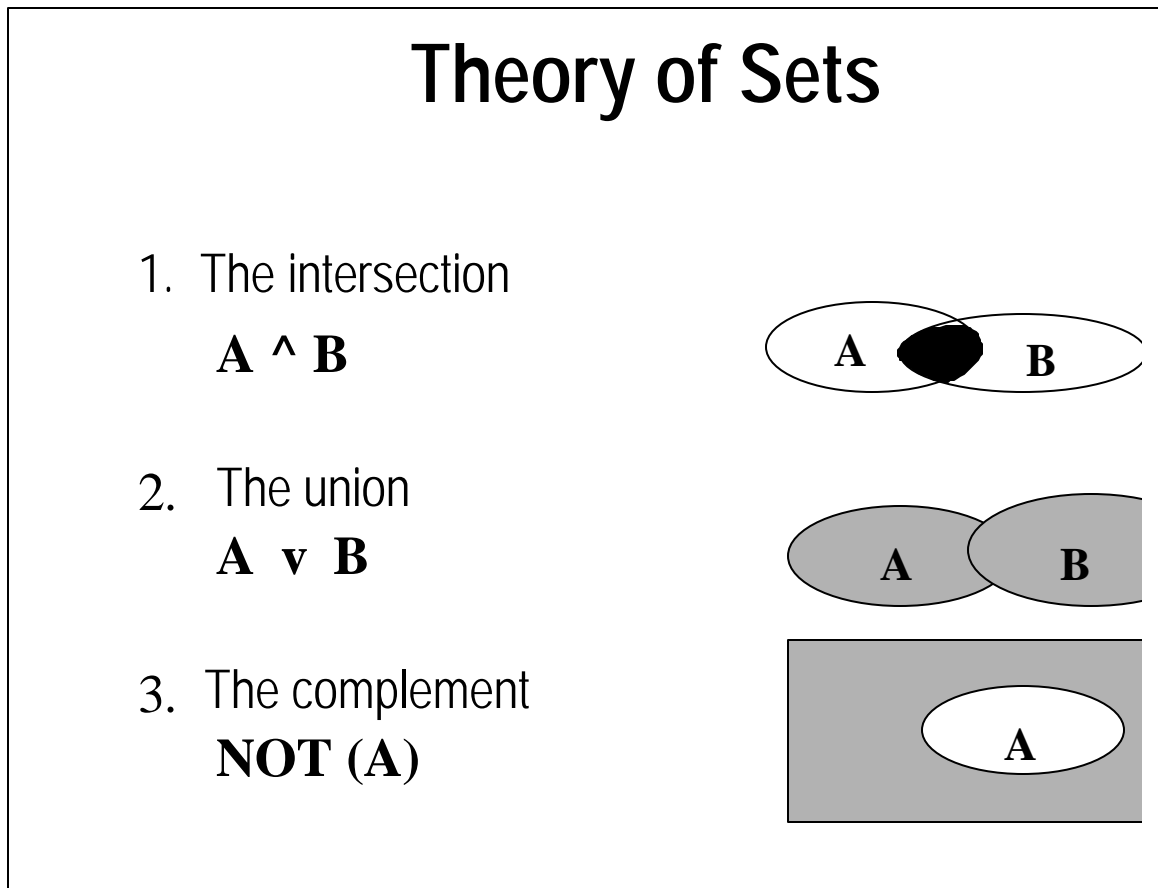 Theory of Sets
1. The intersection
A ^ B
A B
2. The union
A v B
A B
3. The complement
NOT (A)
A